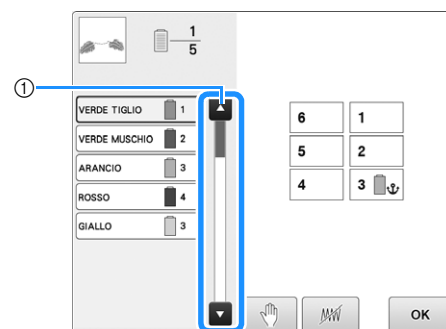 1
5
①
VERDE TIGLIO 1
VERDE MUSCHIO 2
ARANCIO 3
ROSSO 4
GIALLO 3
6 1
5 2
4 3
OK